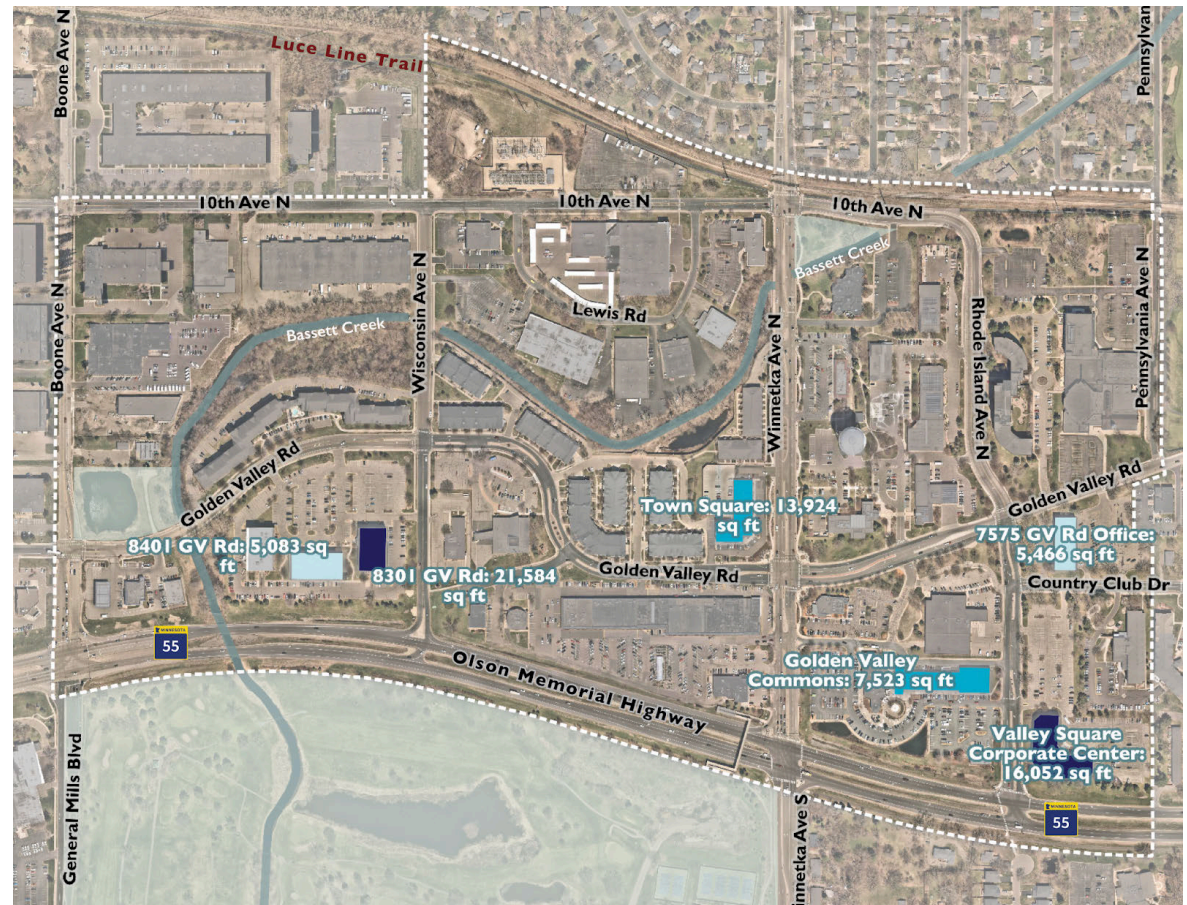 Boone Ave N
Luce Line Trail
Pennsylvan
10th Ave N
10th Ave N
10th Ave N
Bassett Creek
Pennsylvania Ave N
Boone Ave N
Wisconsin Ave N
Lewis Rd
Bassett Creek
Winnetka Ave N
Rhode Island Ave N
Golden Valley Rd
Golden Valley Rd
Town Square: 13,924
sq ft
7575 GV Rd Office:
5,466 sq ft
8401 GV Rd: 5,083 sq
ft
8301 GV Rd: 21,584
sq ft
Golden Valley Rd
Country Club Dr
MINNESOTA
55
Olson Memorial Highway
Golden Valley
Commons: 7,523 sq ft
Valley Square
Corporate Center:
16,052 sq ft
General Mills Blvd
innetka Ave S
MINNESOTA
55